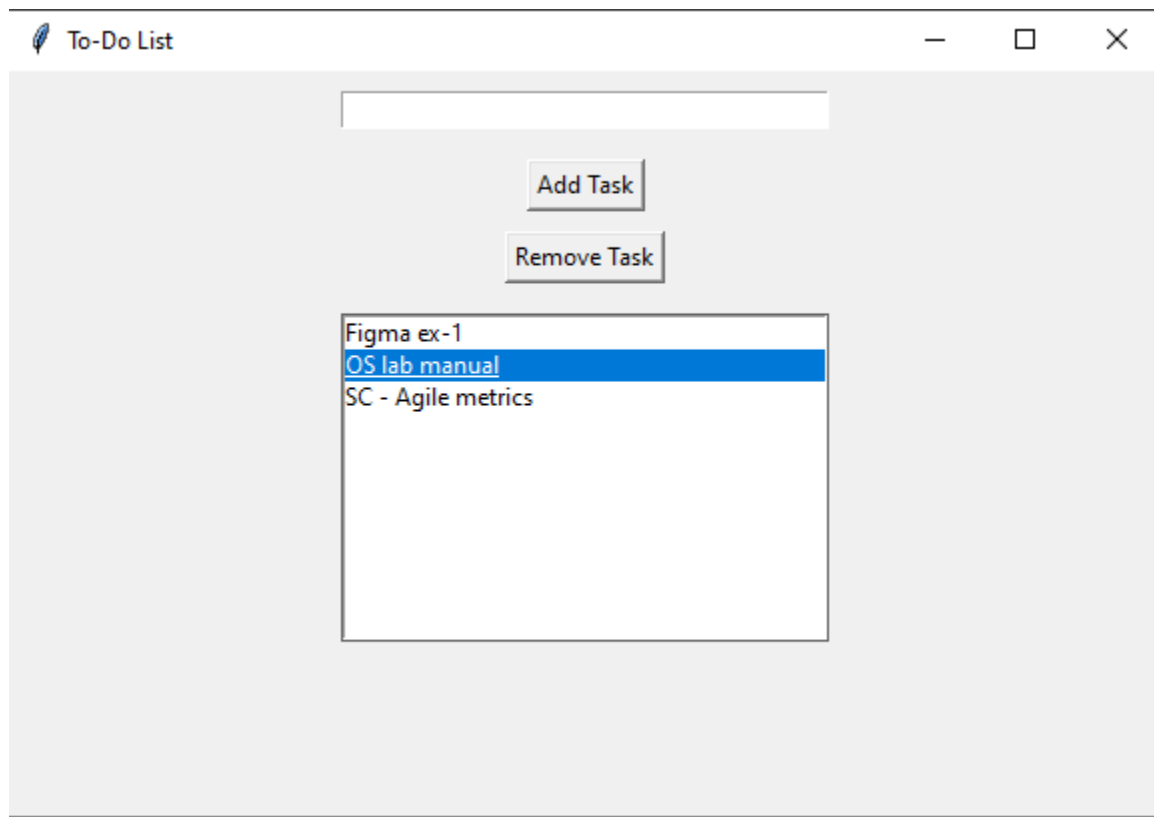 To-Do List
Add Task
Remove Task
Figma ex-1
OS lab manual
SC - Agile metrics